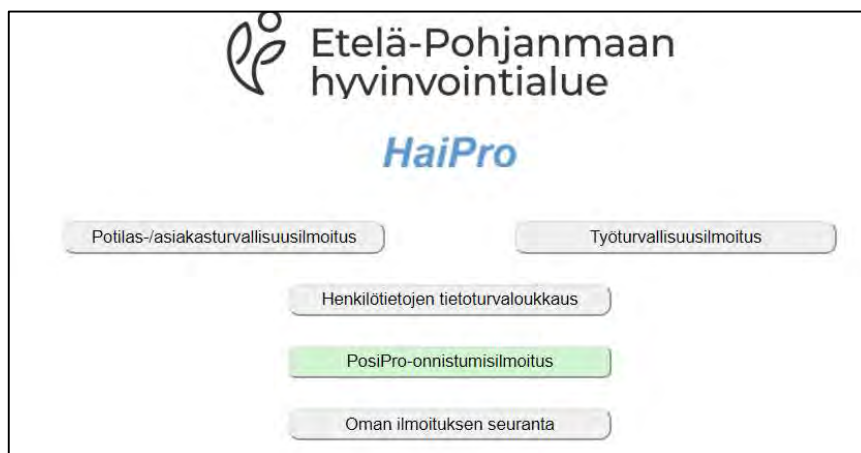 Etelä-Pohjanmaan
hyvinvointialue
HaiPro
Potilas-/asiakasturvallisuusilmoitus
Työturvallisuusilmoitus
Henkilötietojen tietoturvaloukkaus
PosiPro-onnistumisilmoitus
Oman ilmoituksen seuranta